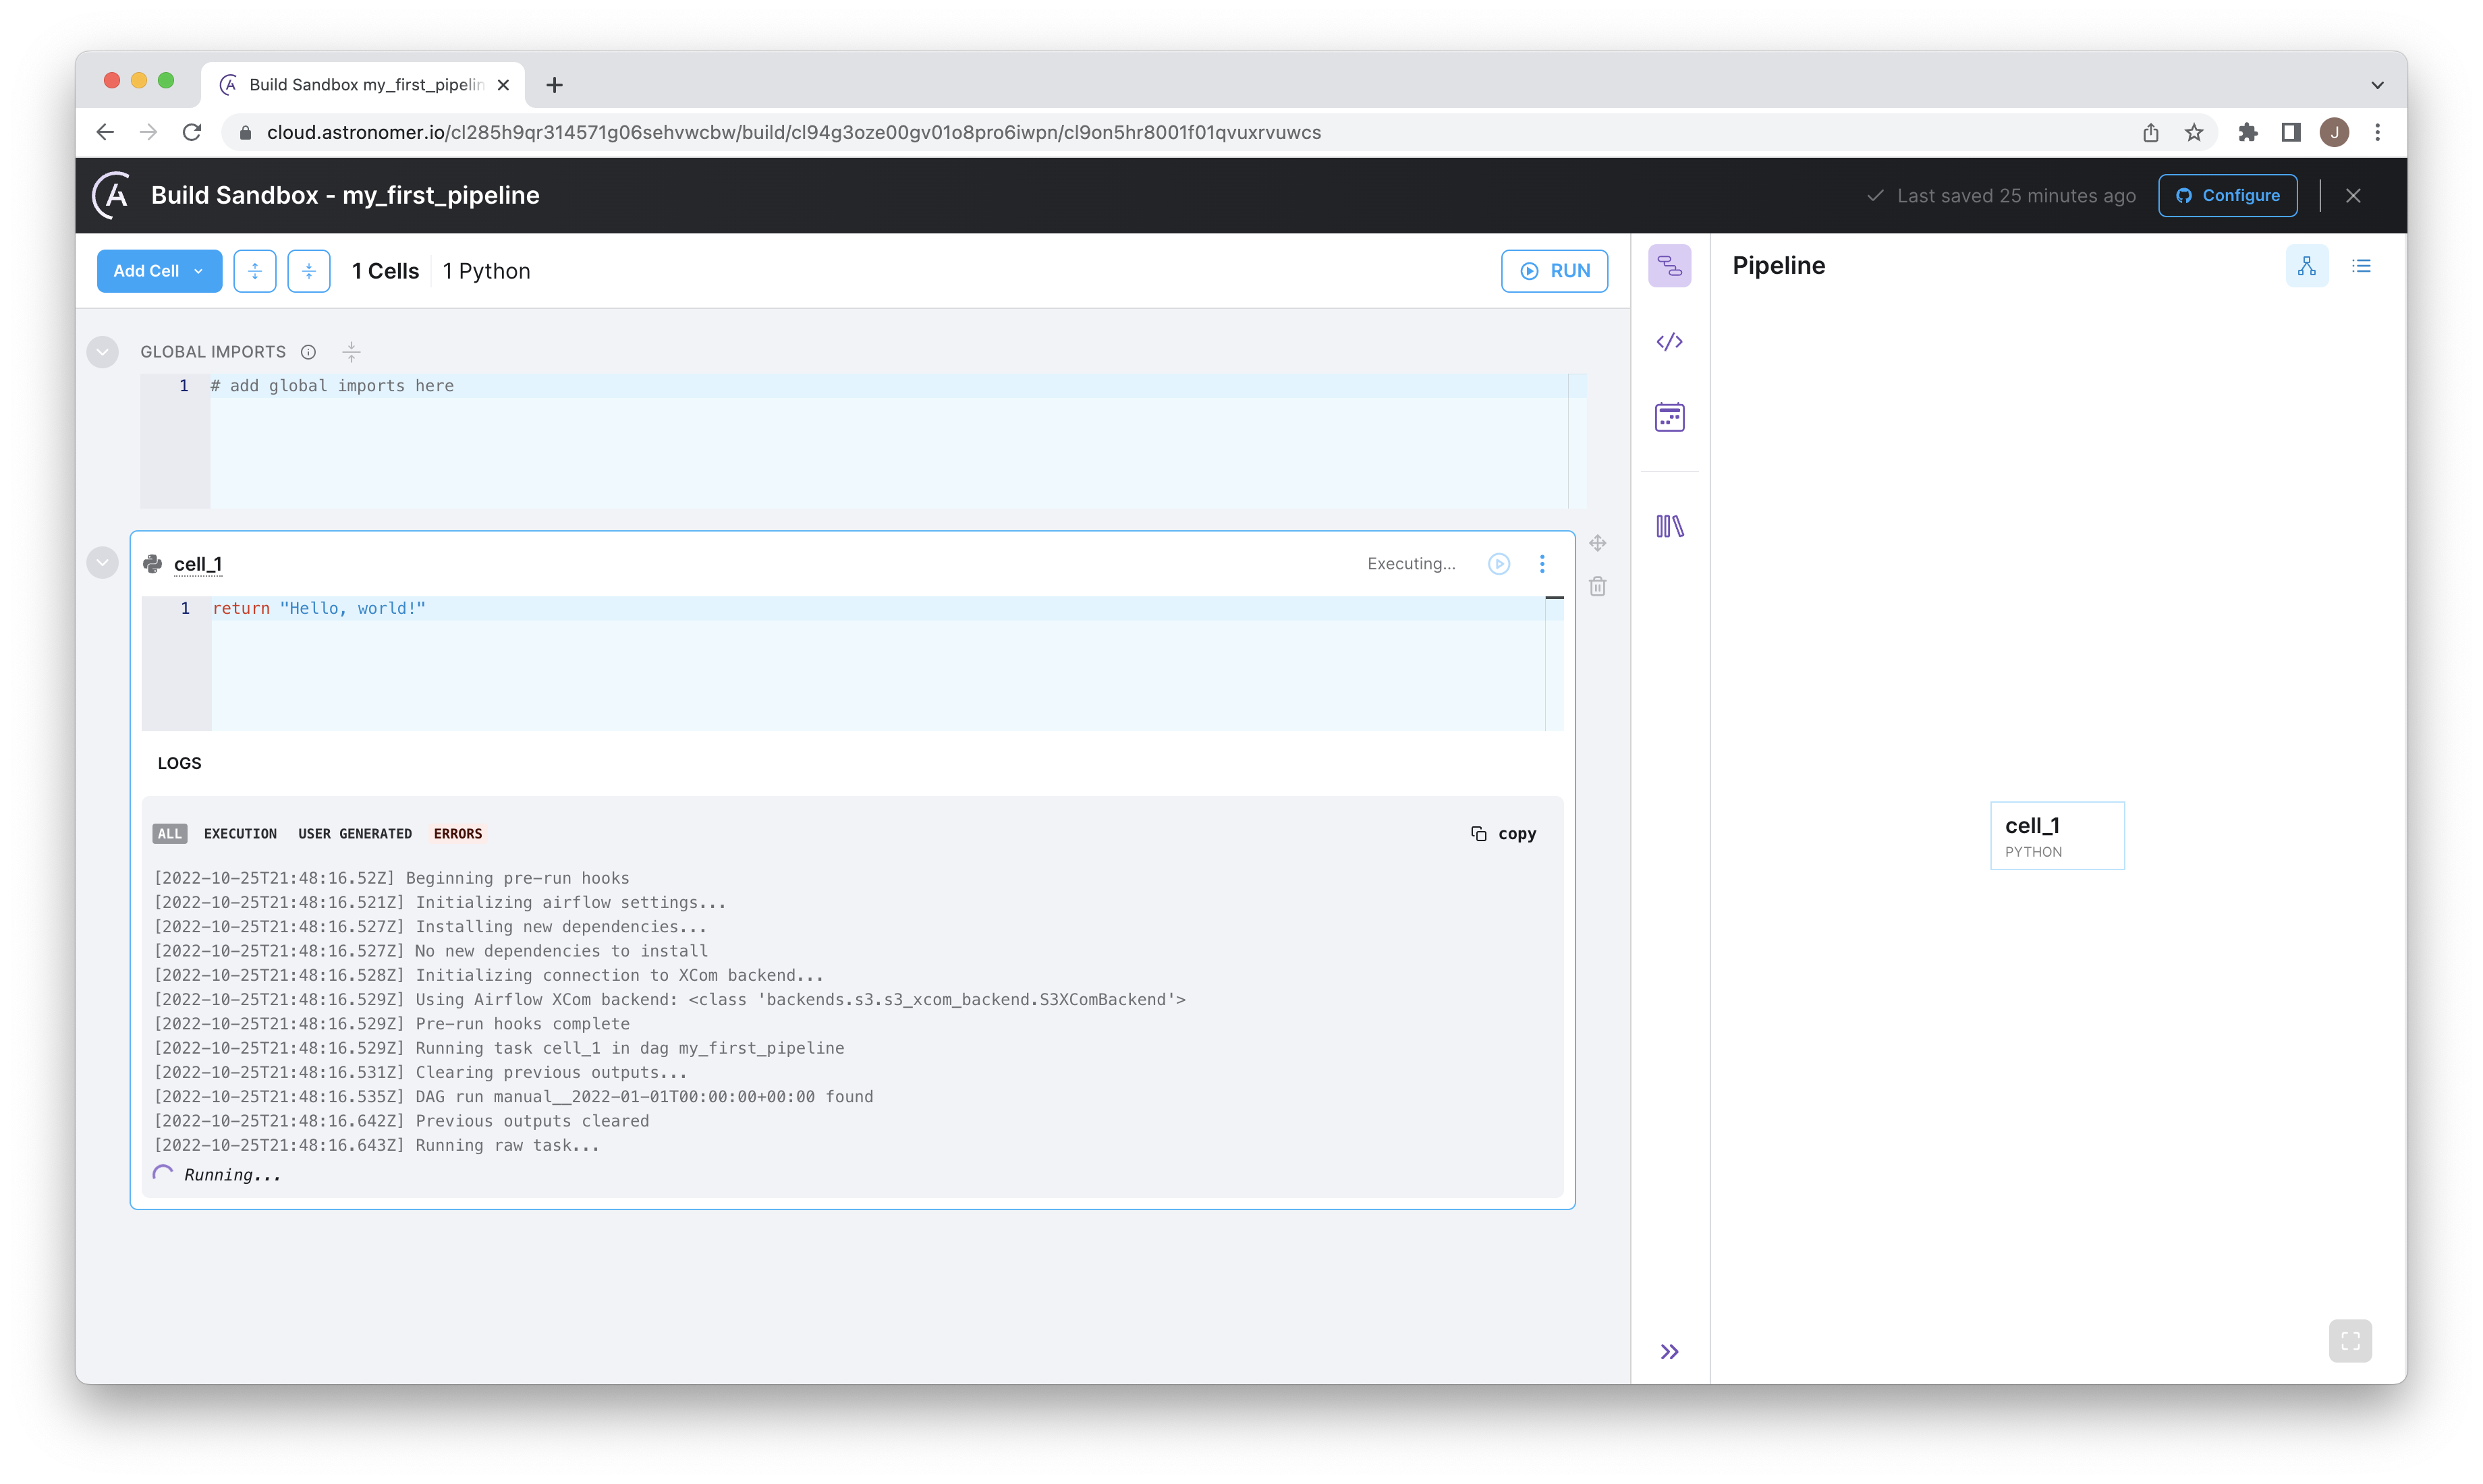 Build Sandbox my_first_pipelin
cloud.astronomer.io/cl285h9qr314571g06sehvwcbw/build/cl94g3oze00gv01o8pro6iwpn/cl9on5hr8001f01qvuxrvuwcs
J
Build Sandbox - my_first_pipeline
Last saved 25 minutes ago
Configure
Add Cell
1 Cells
1 Python
RUN
GLOBAL IMPORTS
1 # add global imports here
cell_1
Executing...
1 return "Hello, world!"
LOGS
ALL EXECUTION USER GENERATED ERRORS
copy
[2022-10-25T21:48:16.52Z] Beginning pre-run hooks
[2022-10-25T21:48:16.521Z] Initializing airflow settings...
[2022-10-25T21:48:16.527Z] Installing new dependencies...
[2022-10-25T21:48:16.527Z] No new dependencies to install
[2022-10-25T21:48:16.528Z] Initializing connection to XCom backend...
[2022-10-25T21:48:16.529Z] Using Airflow XCom backend: <class 'backends.s3.s3_xcom_backend.S3XComBackend'>
[2022-10-25T21:48:16.529Z] Pre-run hooks complete
[2022-10-25T21:48:16.529Z] Running task cell_1 in dag my_first_pipeline
[2022-10-25T21:48:16.531Z] Clearing previous outputs...
[2022-10-25T21:48:16.535Z] DAG run manual__2022-01-01T00:00:00+00:00 found
[2022-10-25T21:48:16.642Z] Previous outputs cleared
[2022-10-25T21:48:16.643Z] Running raw task...
Running...
Pipeline
cell_1
PYTHON